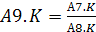 A9.K = A7.K / A8.K